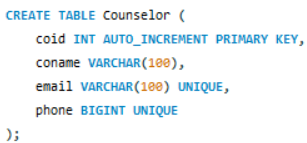 CREATE TABLE Counselor (
    coid INT AUTO_INCREMENT PRIMARY KEY,
    coname VARCHAR(100),
    email VARCHAR(100) UNIQUE,
    phone BIGINT UNIQUE
);